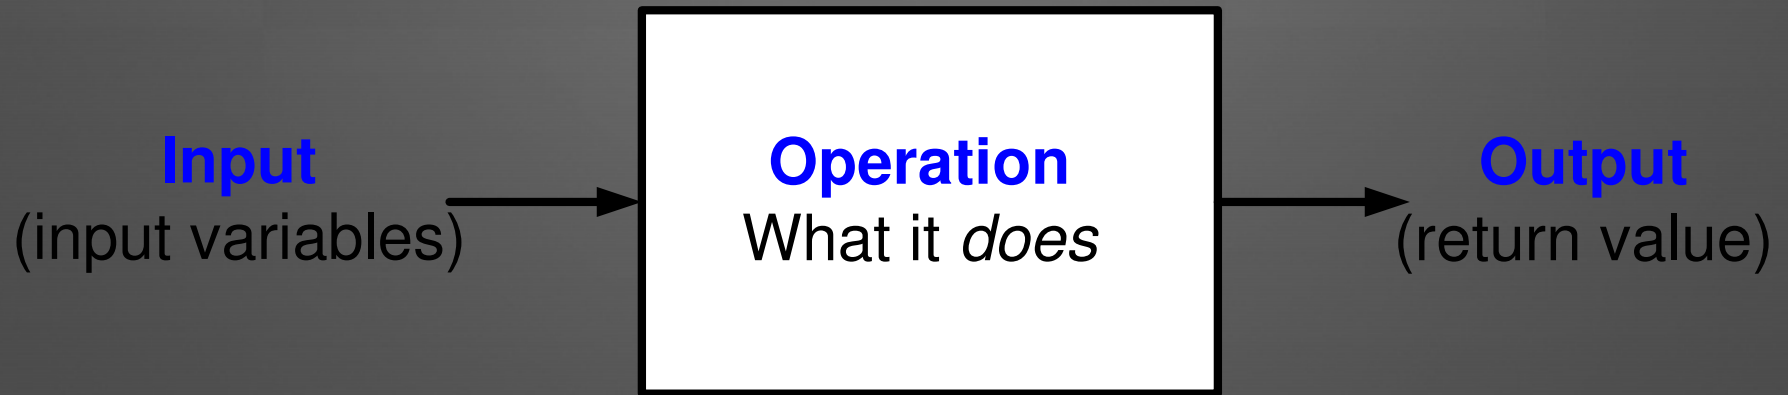 Input
(input variables)
Operation
What it does
Output
(return value)